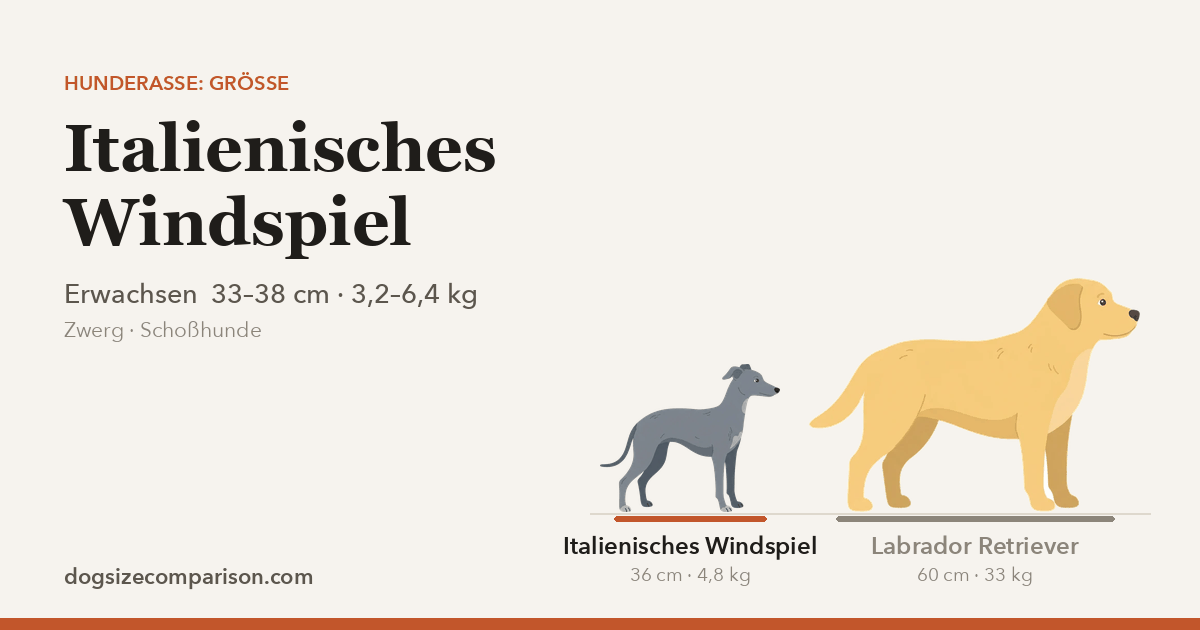 HUNDERASSE: GRÖSSE
Italienisches
Windspiel
Erwachsen 33–38 cm · 3,2–6,4 kg
Zwerg · Schoßhunde
Italienisches Windspiel
36 cm · 4,8 kg
Labrador Retriever
60 cm · 33 kg
dogsizecomparison.com